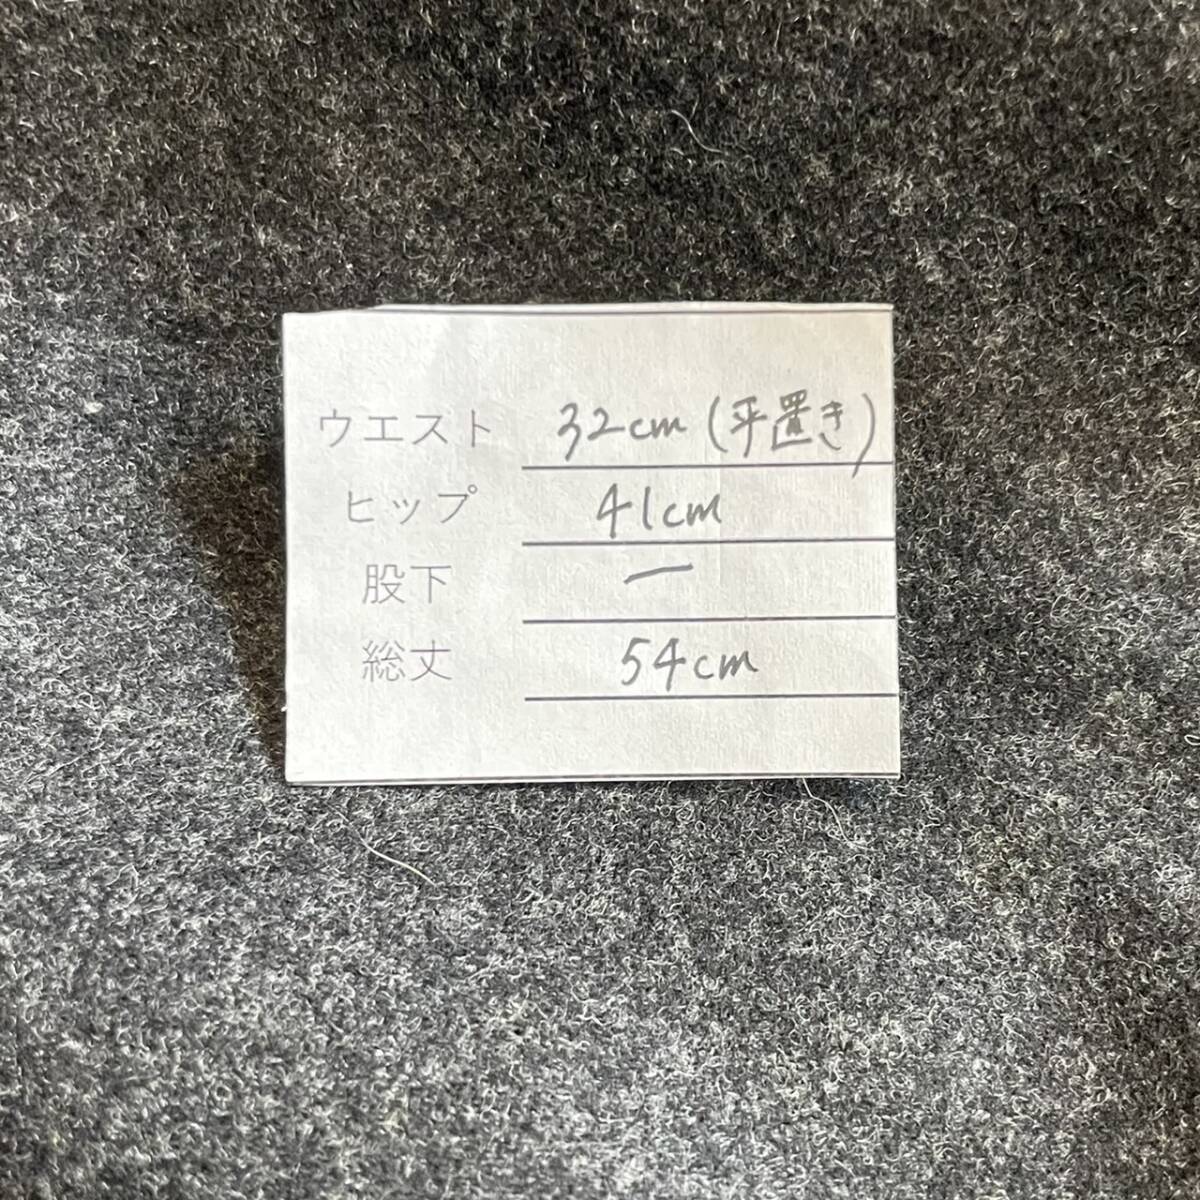 ウエスト 32cm(平置き)
ヒップ 41cm
股下 ー
総丈 54cm